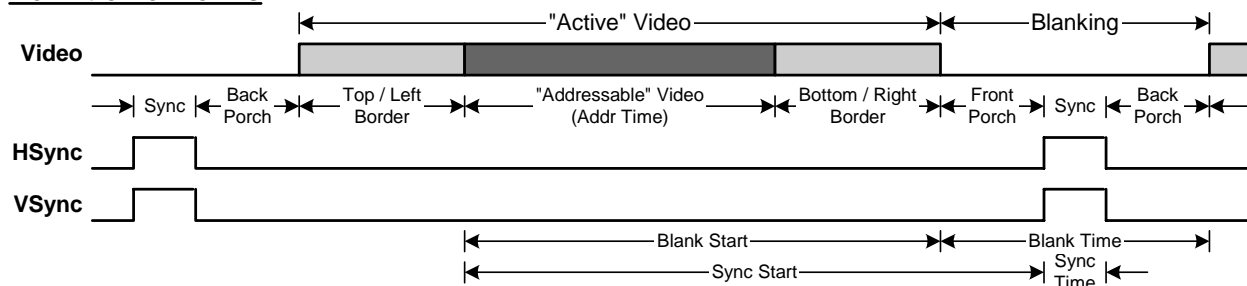 "Active" Video
Blanking
Video
Sync
Back
Porch
Top / Left
Border
"Addressable" Video
(Addr Time)
Bottom / Right
Border
Front
Porch
Sync
Back
Porch
HSync
VSync
Blank Start
Blank Time
Sync Start
Sync
Time